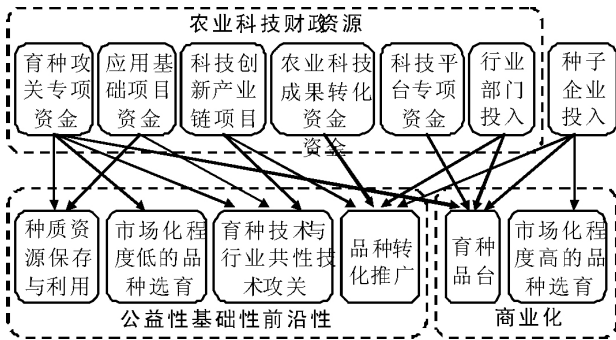 农业科技财政资源
育种攻
关专项
资金
应用基
础项目
资金
科技创
新产业
链项目
农业科技
成果转化
资金
资金
科技平
台专项
资金
行业
部门
投入
种子
企业
投入
种质资
源保存
与利用
市场化程
度低的品
种选育
育种技术与
行业共性技
术攻关
品种转
化推广
育种
品台
市场化程
度高的品
种选育
公益性基础性前沿性
商业化